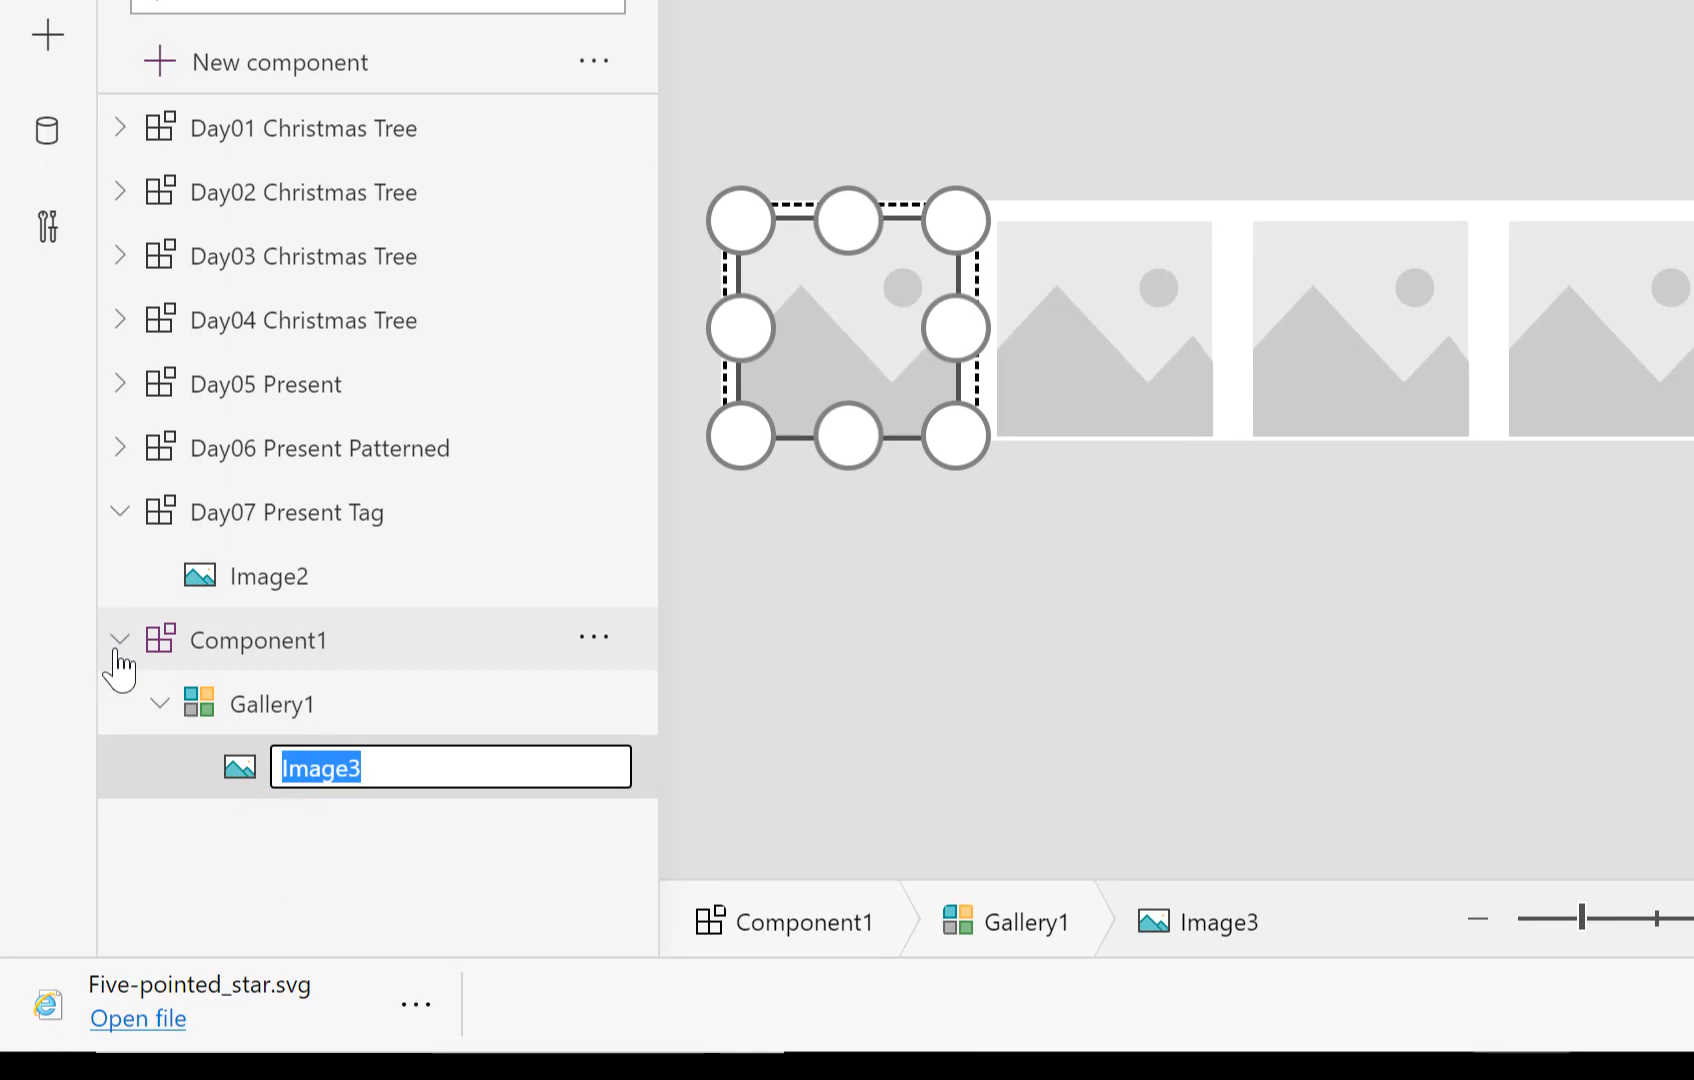 New component
Day01 Christmas Tree
Day02 Christmas Tree
Day03 Christmas Tree
Day04 Christmas Tree
Day05 Present
Day06 Present Patterned
Day07 Present Tag
Image2
Component1
Gallery1
Image3
Component1
Gallery1
Image3
Five-pointed_star.svg
Open file